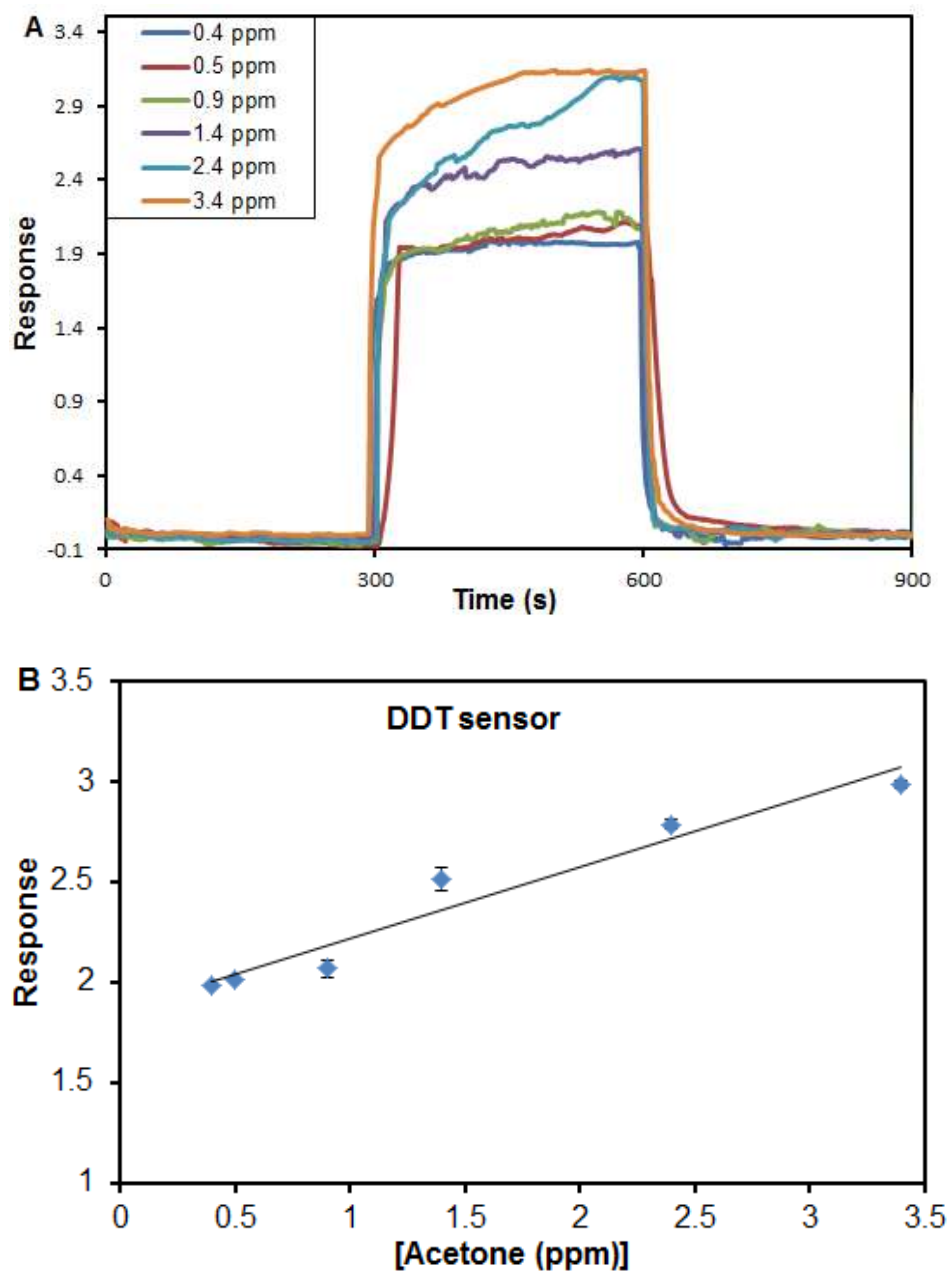 A
3.4
2.9
2.4
1.9
1.4
0.9
0.4
-0.1
Response
0.4 ppm
0.5 ppm
0.9 ppm
1.4 ppm
2.4 ppm
3.4 ppm
0 300 600 900
Time (s)
B
3.5
3
2.5
2
1.5
1
Response
DDT sensor
0 0.5 1 1.5 2 2.5 3 3.5
[Acetone (ppm)]